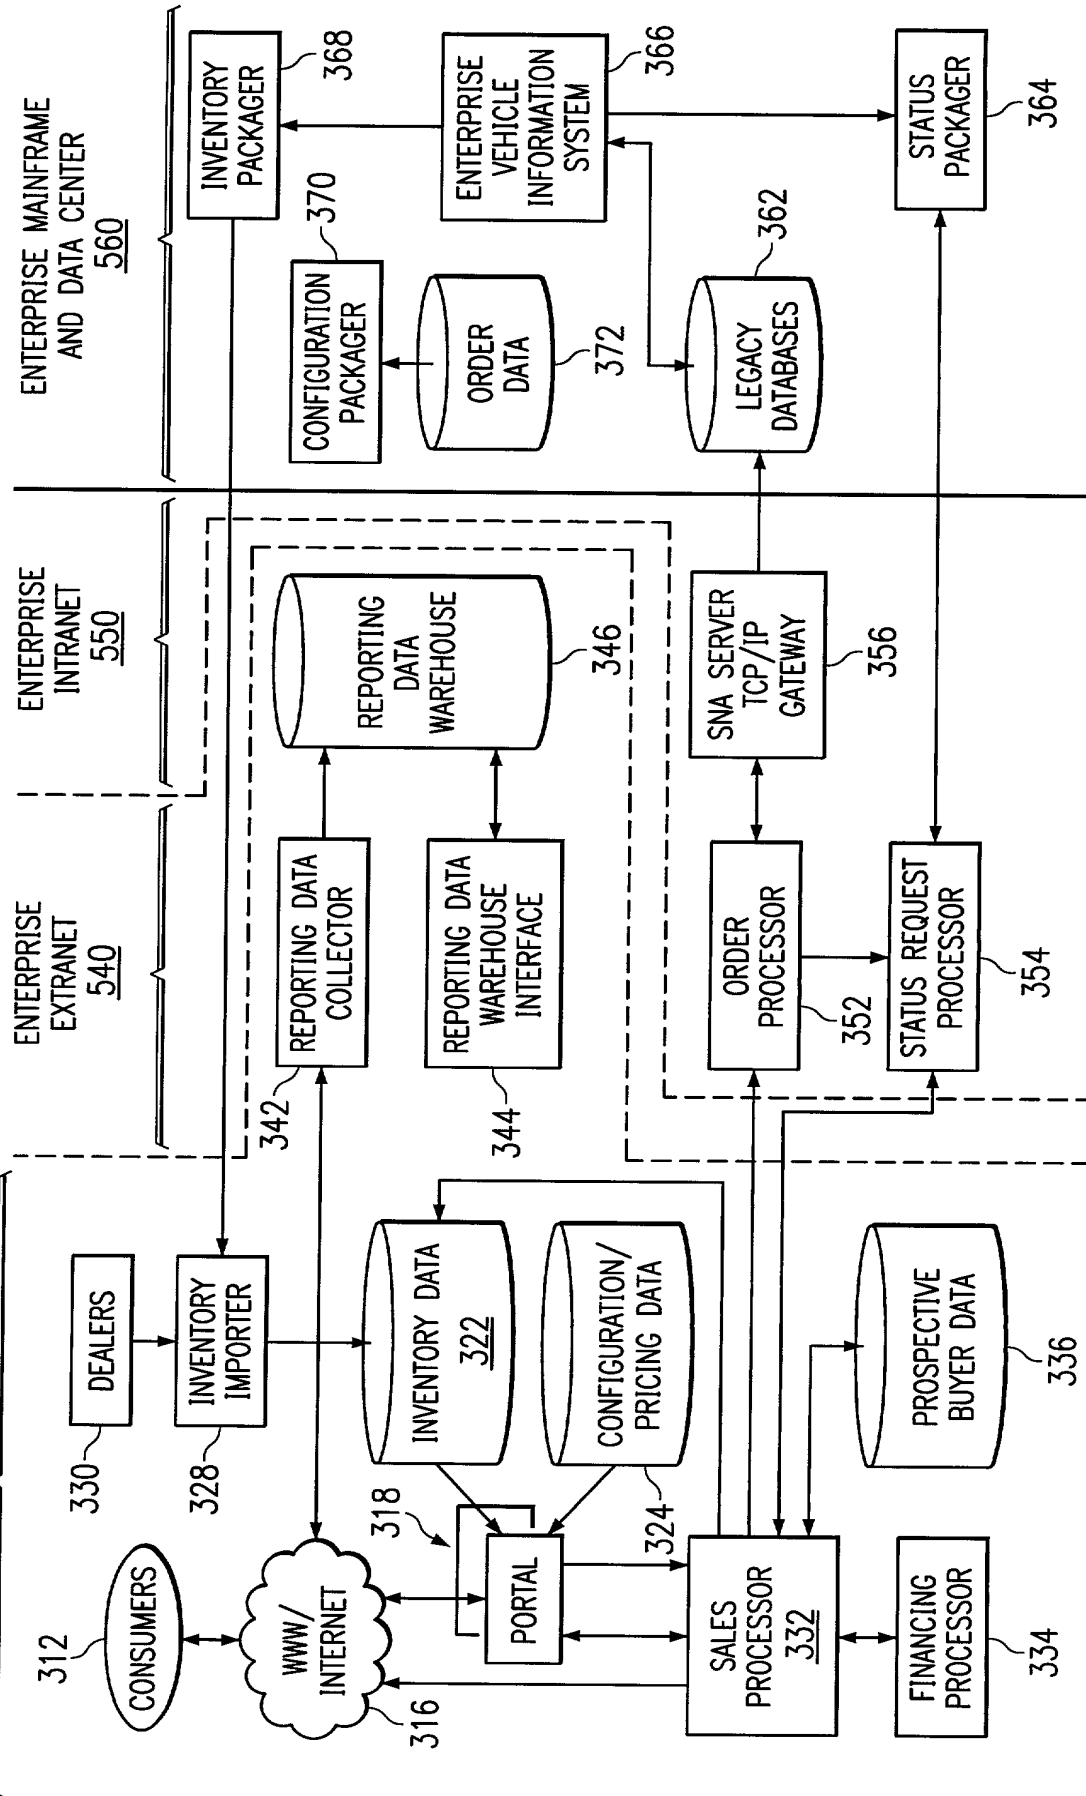 ENTERPRISE
EXTRANET
540
ENTERPRISE
INTRANET
550
ENTERPRISE MAINFRAME
AND DATA CENTER
560
312
CONSUMERS
330
DEALERS
328
INVENTORY
IMPORTER
INVENTORY
PACKAGER
368
WWW/
INTERNET
316
342
REPORTING DATA
COLLECTOR
REPORTING
DATA
WAREHOUSE
346
CONFIGURATION
PACKAGER
370
318
PORTAL
INVENTORY DATA
322
344
REPORTING DATA
WAREHOUSE
INTERFACE
ORDER
DATA
372
ENTERPRISE
VEHICLE
INFORMATION
SYSTEM
366
324
CONFIGURATION/
PRICING DATA
SALES
PROCESSOR
332
ORDER
PROCESSOR
352
SNA SERVER
TCP/IP
GATEWAY
356
LEGACY
DATABASES
362
FINANCING
PROCESSOR
334
PROSPECTIVE
BUYER DATA
336
STATUS REQUEST
PROCESSOR
354
STATUS
PACKAGER
364